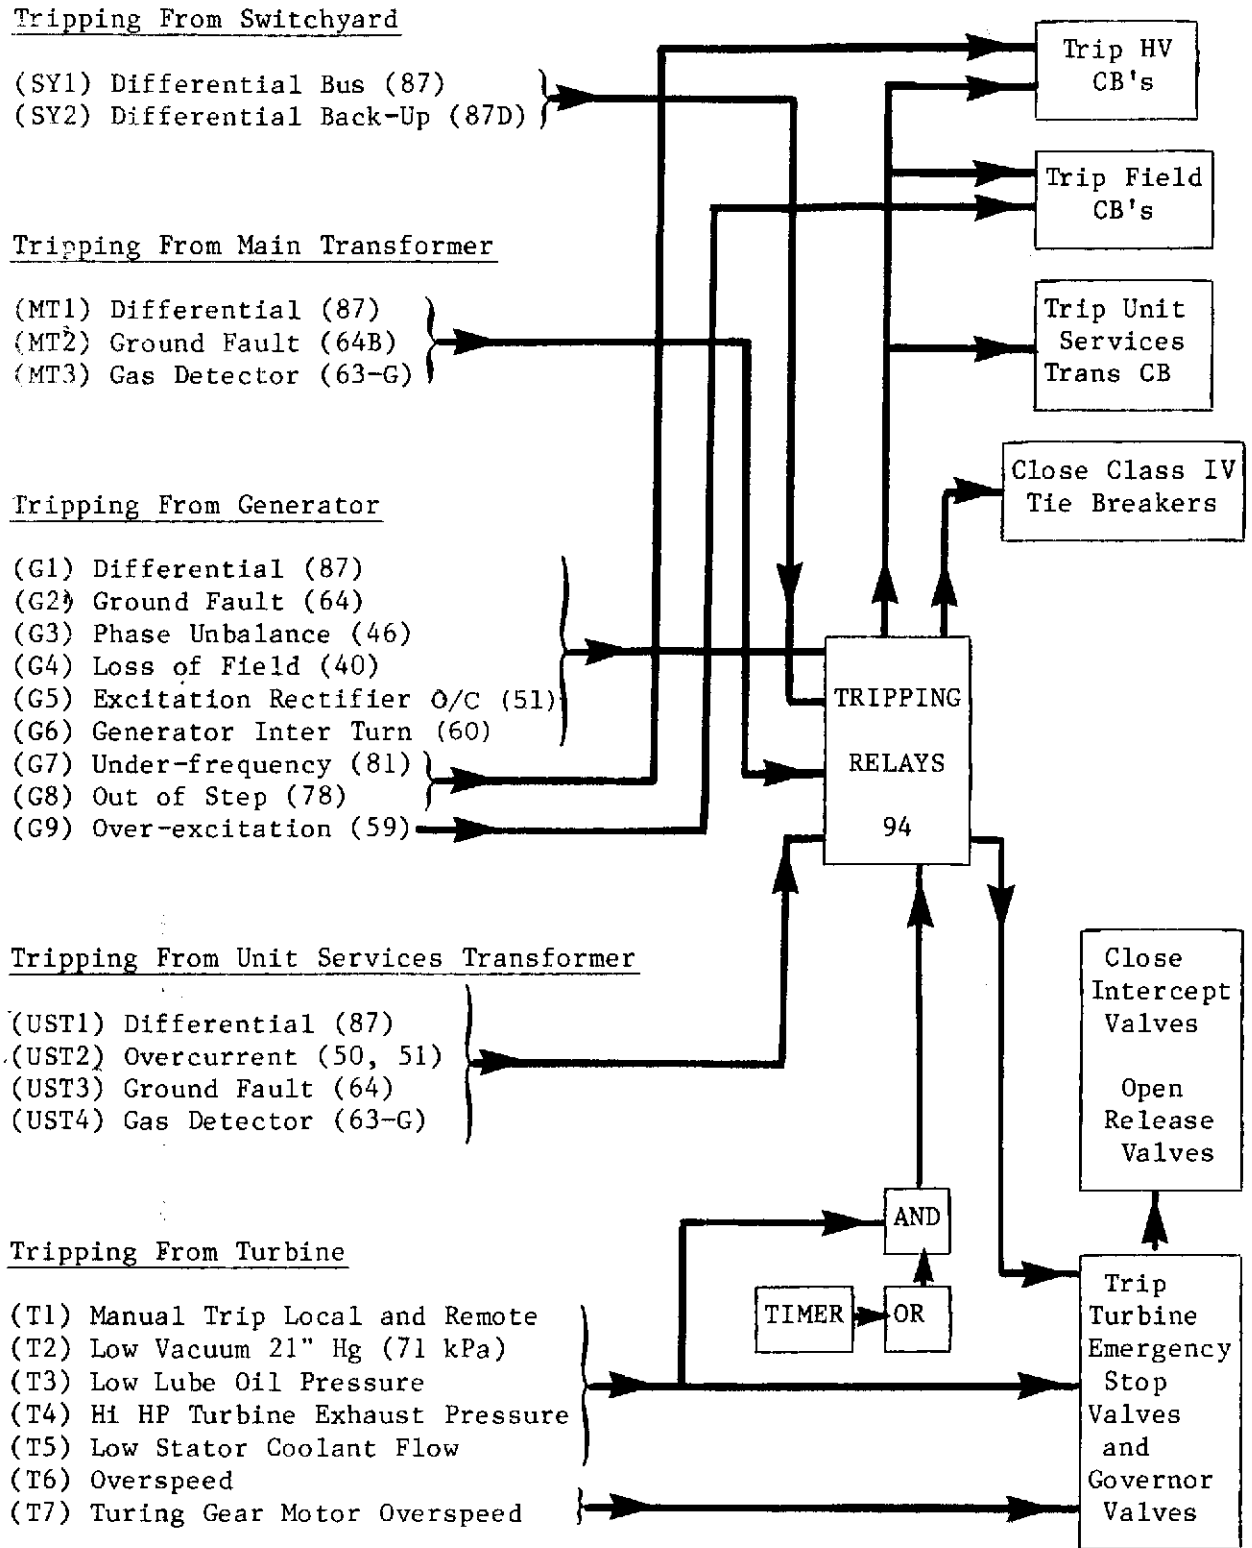 Tripping From Switchyard
(SY1) Differential Bus (87)
(SY2) Differential Back-Up (87D)
Tripping From Main Transformer
(MT1) Differential (87)
(MT2) Ground Fault (64B)
(MT3) Gas Detector (63-G)
Tripping From Generator
(G1) Differential (87)
(G2) Ground Fault (64)
(G3) Phase Unbalance (46)
(G4) Loss of Field (40)
(G5) Excitation Rectifier O/C (51)
(G6) Generator Inter Turn (60)
(G7) Under-frequency (81)
(G8) Out of Step (78)
(G9) Over-excitation (59)
Tripping From Unit Services Transformer
(UST1) Differential (87)
(UST2) Overcurrent (50, 51)
(UST3) Ground Fault (64)
(UST4) Gas Detector (63-G)
Tripping From Turbine
(T1) Manual Trip Local and Remote
(T2) Low Vacuum 21" Hg (71 kPa)
(T3) Low Lube Oil Pressure
(T4) Hi HP Turbine Exhaust Pressure
(T5) Low Stator Coolant Flow
(T6) Overspeed
(T7) Turing Gear Motor Overspeed
Trip HV
CB's
Trip Field
CB's
Trip Unit
Services
Trans CB
Close Class IV
Tie Breakers
TRIPPING
RELAYS
94
AND
TIMER
OR
Close
Intercept
Valves
Open
Release
Valves
Trip
Turbine
Emergency
Stop
Valves
and
Governor
Valves